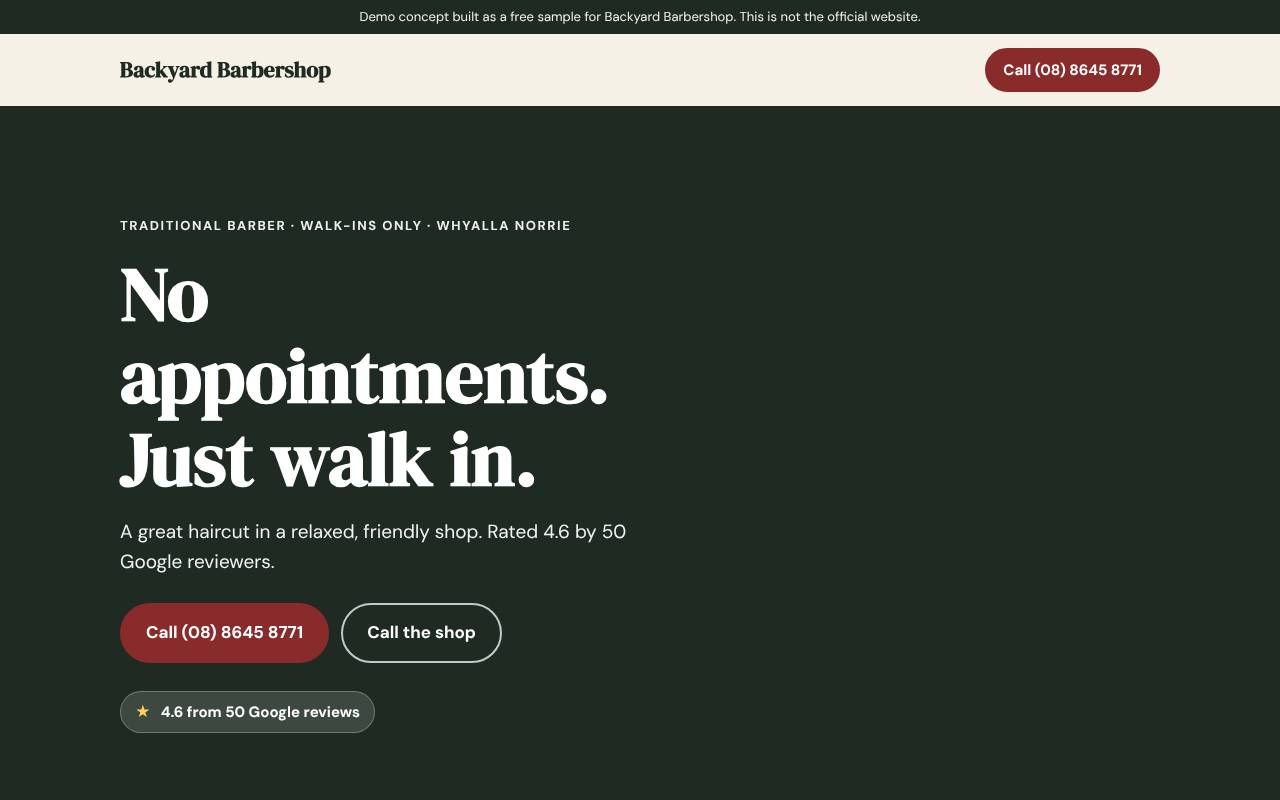 Demo concept built as a free sample for Backyard Barbershop. This is not the official website.
Backyard Barbershop
Call (08) 8645 8771
TRADITIONAL BARBER · WALK-INS ONLY · WHYALLA NORRIE
No
appointments.
Just walk in.
A great haircut in a relaxed, friendly shop. Rated 4.6 by 50
Google reviewers.
Call (08) 8645 8771
Call the shop
★ 4.6 from 50 Google reviews